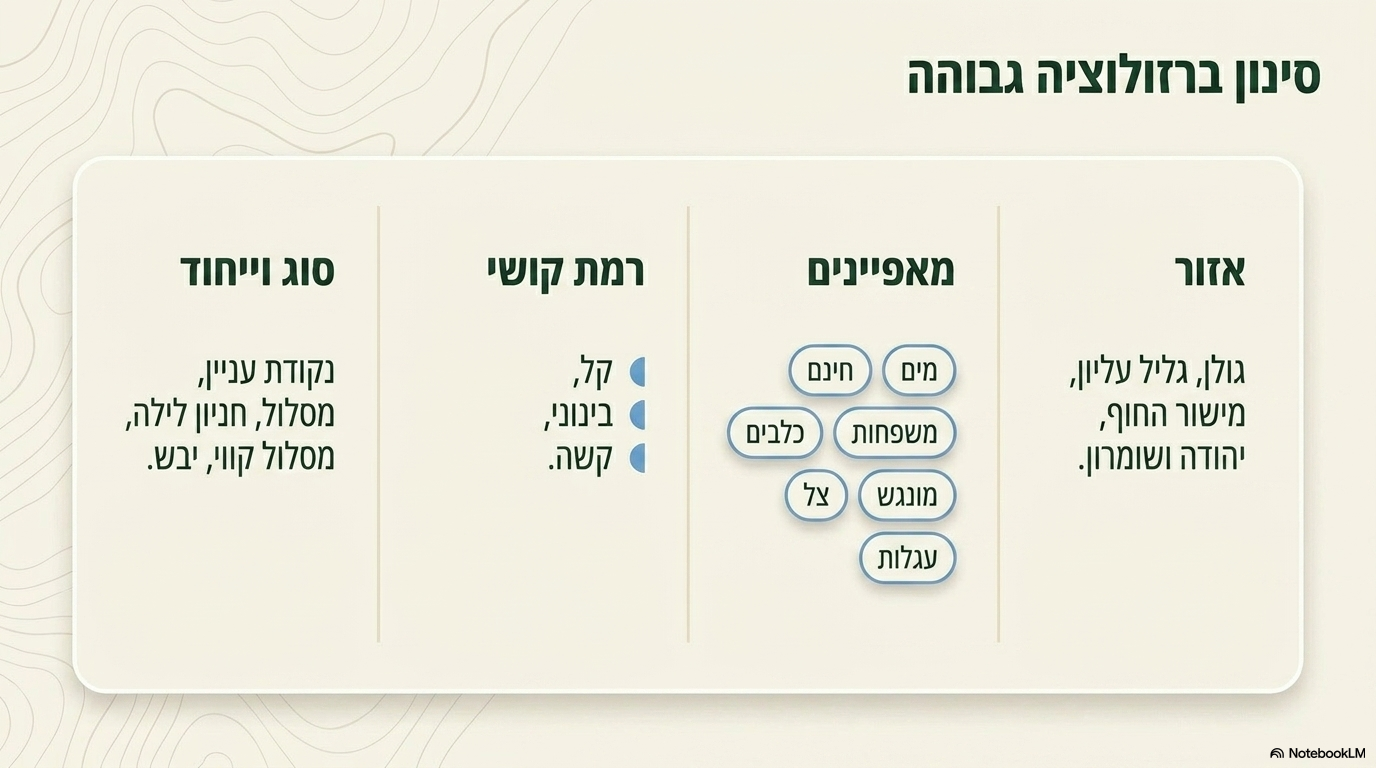 סינון ברזולוציה גבוהה
אזור
גולן, גליל עליון,
מישור החוף,
יהודה ושומרון.
מאפיינים
מים חינם
משפחות כלבים
מונגש צל
עגלות
רמת קושי
קל,
בינוני,
קשה.
סוג וייחוד
נקודת עניין,
מסלול, חניון לילה,
מסלול קווי, יבש.
NotebookLM